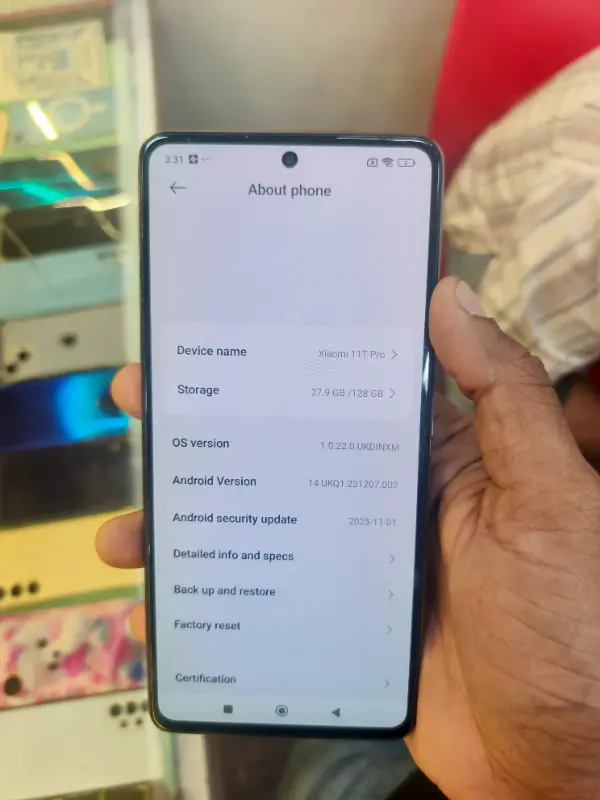 3:31 ...
About phone
Device name Xiaomi 11T Pro
Storage 27.9 GB /128 GB
OS version 1.0.22.0.UKDINXM
Android Version 14 UKQ1.231207.002
Android security update 2025-11-01
Detailed info and specs
Back up and restore
Factory reset
Certification